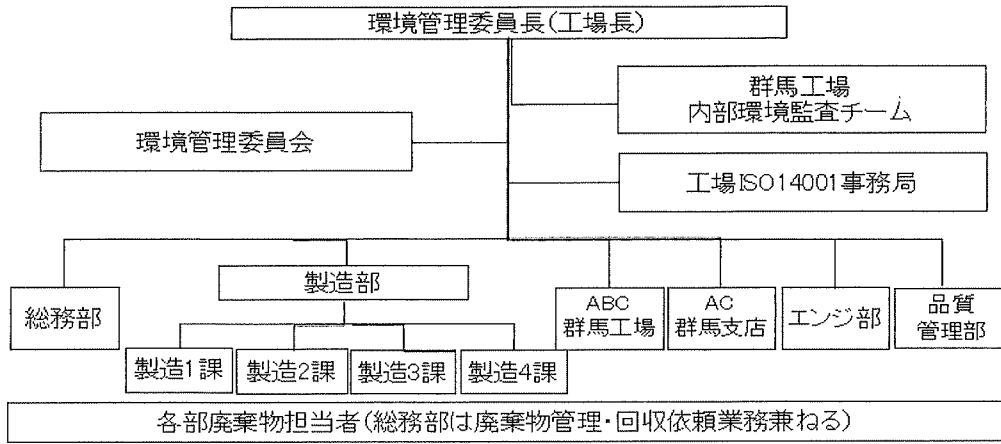 環境管理委員長(工場長)
群馬工場
内部環境監査チーム
環境管理委員会
工場ISO14001事務局
製造部
総務部
ABC
群馬工場
AC
群馬支店
エンジ部
品質
管理部
製造1課
製造2課
製造3課
製造4課
各部廃棄物担当者(総務部は廃棄物管理・回収依頼業務兼ねる)